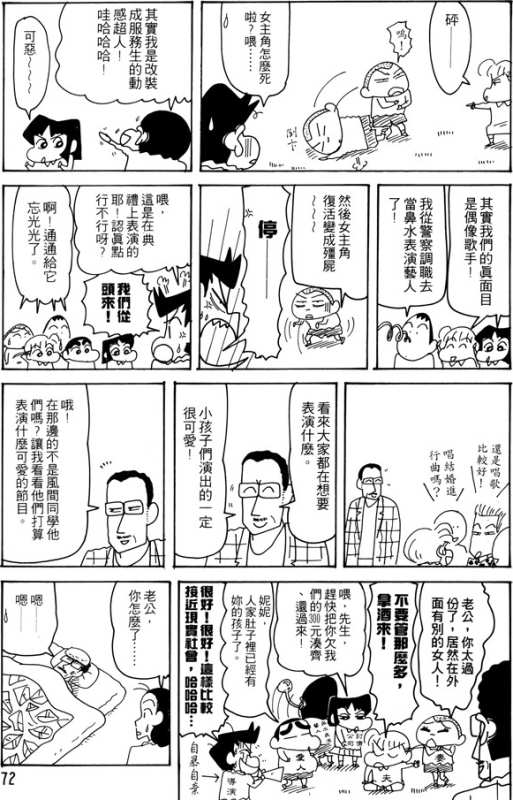 砰──
嗚!
女主角怎麼死
啦?喂……
倒下
其實我是改裝
成服務生的動
感超人!
哇哈哈哈!
可惡~~~
其實我們的真面目
是偶像歌手!
我從警察調職去
當鼻水表演藝人
了!
然後女主角
復活變成殭屍
~~~
停──
喂,
這是在典
禮上表演的
耶!認真點
行不行呀?
我們從
頭來!
啊!通通給它
忘光光了。
還是唱歌
比較好!
唱結婚進
行曲嗎?
看來大家都在想要
表演什麼。
小孩子們演出的一定
很可愛!
哦!
在那邊的不是風間同學他
們嗎?讓我看看他們打算
表演什麼可愛的節目。
老公,你太過
份了,居然在外
面有別的女人!
不要管那麼多,
拿酒來!
喂,先生,
趕快把你欠我
們的300元湊齊
、還過來!
妮妮,
人家肚子裡已經有
妳的孩子了。
很好!很好!這樣比較
接近現實社會,哈哈哈…
妻
夫
愛人
導演
自暴自棄
老公,
你怎麼了?……
嗯……
嗯……
72